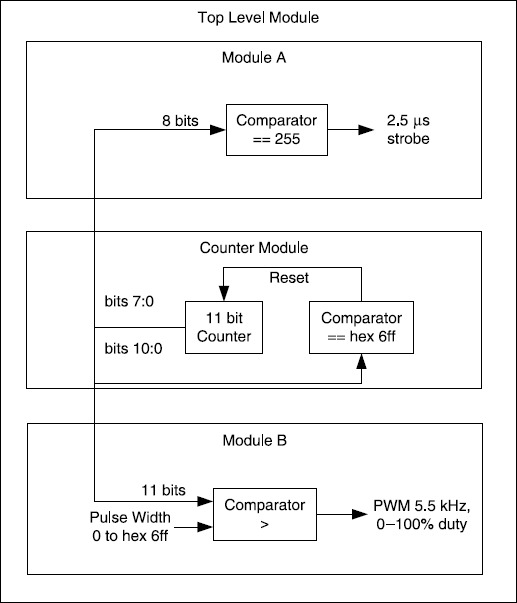 Top Level Module
Module A
8 bits
Comparator
== 255
2.5 μs
strobe
Counter Module
Reset
bits 7:0
11 bit
Counter
Comparator
== hex 6ff
bits 10:0
Module B
11 bits
Pulse Width
0 to hex 6ff
Comparator
>
PWM 5.5 kHz,
0–100% duty